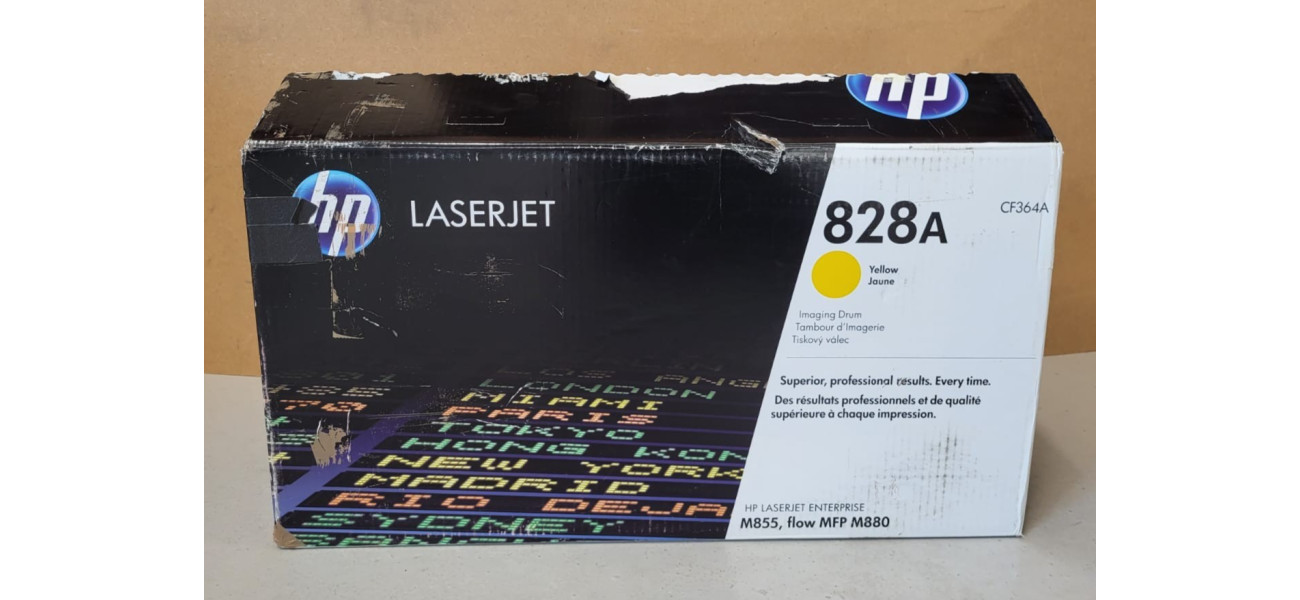 hp
hp
LASERJET
828A
CF364A
Yellow
Jaune
Imaging Drum
Tambour d'Imagerie
Tiskový válec
Superior, professional results. Every time.
Des résultats professionnels et de qualité
supérieure à chaque impression.
LOS ANG
LONDON
MIAMI
PARIS
TOKYO
HONG KON
NEW YORK
MADRID
RIO DEJA
SYDNEY
HP LASERJET ENTERPRISE
M855, flow MFP M880